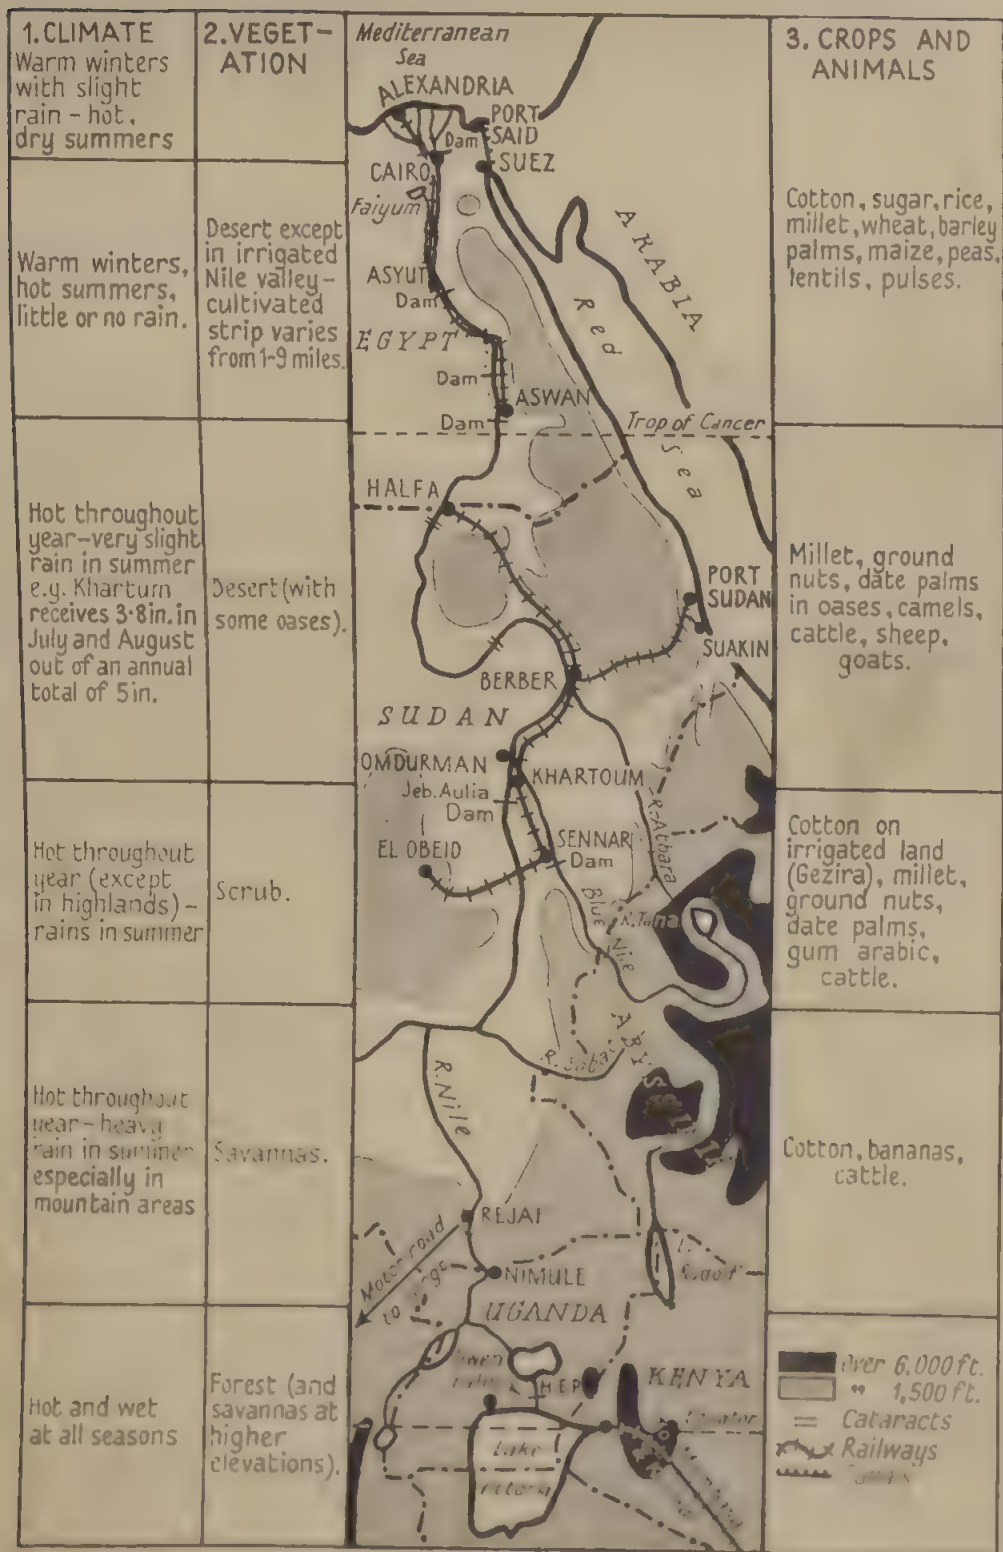 1. CLIMATE
Warm winters
with slight
rain – hot,
dry summers
Warm winters,
hot summers,
little or no rain.
Hot throughout
year–very slight
rain in summer
e.g. Khartum
receives 3·8in. in
July and August
out of an annual
total of 5in.
Hot throughout
year (except
in highlands) –
rains in summer
Hot throughout
year – heavy
rain in summer
especially in
mountain areas
Hot and wet
at all seasons
2. VEGET–
ATION
Desert except
in irrigated
Nile valley–
cultivated
strip varies
from 1-9 miles.
Desert (with
some oases).
Scrub.
Savannas.
Forest (and
savannas at
higher
elevations).
Mediterranean
Sea
ALEXANDRIA
PORT
SAID
Dam
SUEZ
CAIRO
Faiyum
ARABIA
ASYUT
Dam
Red
EGYPT
Dam
ASWAN
Dam
Trop of Cancer
Sea
HALFA
PORT
SUDAN
SUAKIN
BERBER
SUDAN
OMDURMAN
KHARTOUM
Jeb. Aulia
Dam
R. Atbara
SENNAR
Dam
EL OBEID
Blue Nile
R. Sobat
R. Nile
REJAF
Motor road
to
NIMULE
L.
UGANDA
H.E.P.
KENYA
Equator
Lake
3. CROPS AND
ANIMALS
Cotton, sugar, rice,
millet, wheat, barley
palms, maize, peas,
lentils, pulses.
Millet, ground
nuts, date palms
in oases, camels,
cattle, sheep,
goats.
Cotton on
irrigated land
(Gezira), millet,
ground nuts,
date palms,
gum arabic,
cattle.
Cotton, bananas,
cattle.
Over 6,000 ft.
" 1,500 ft.
Cataracts
Railways